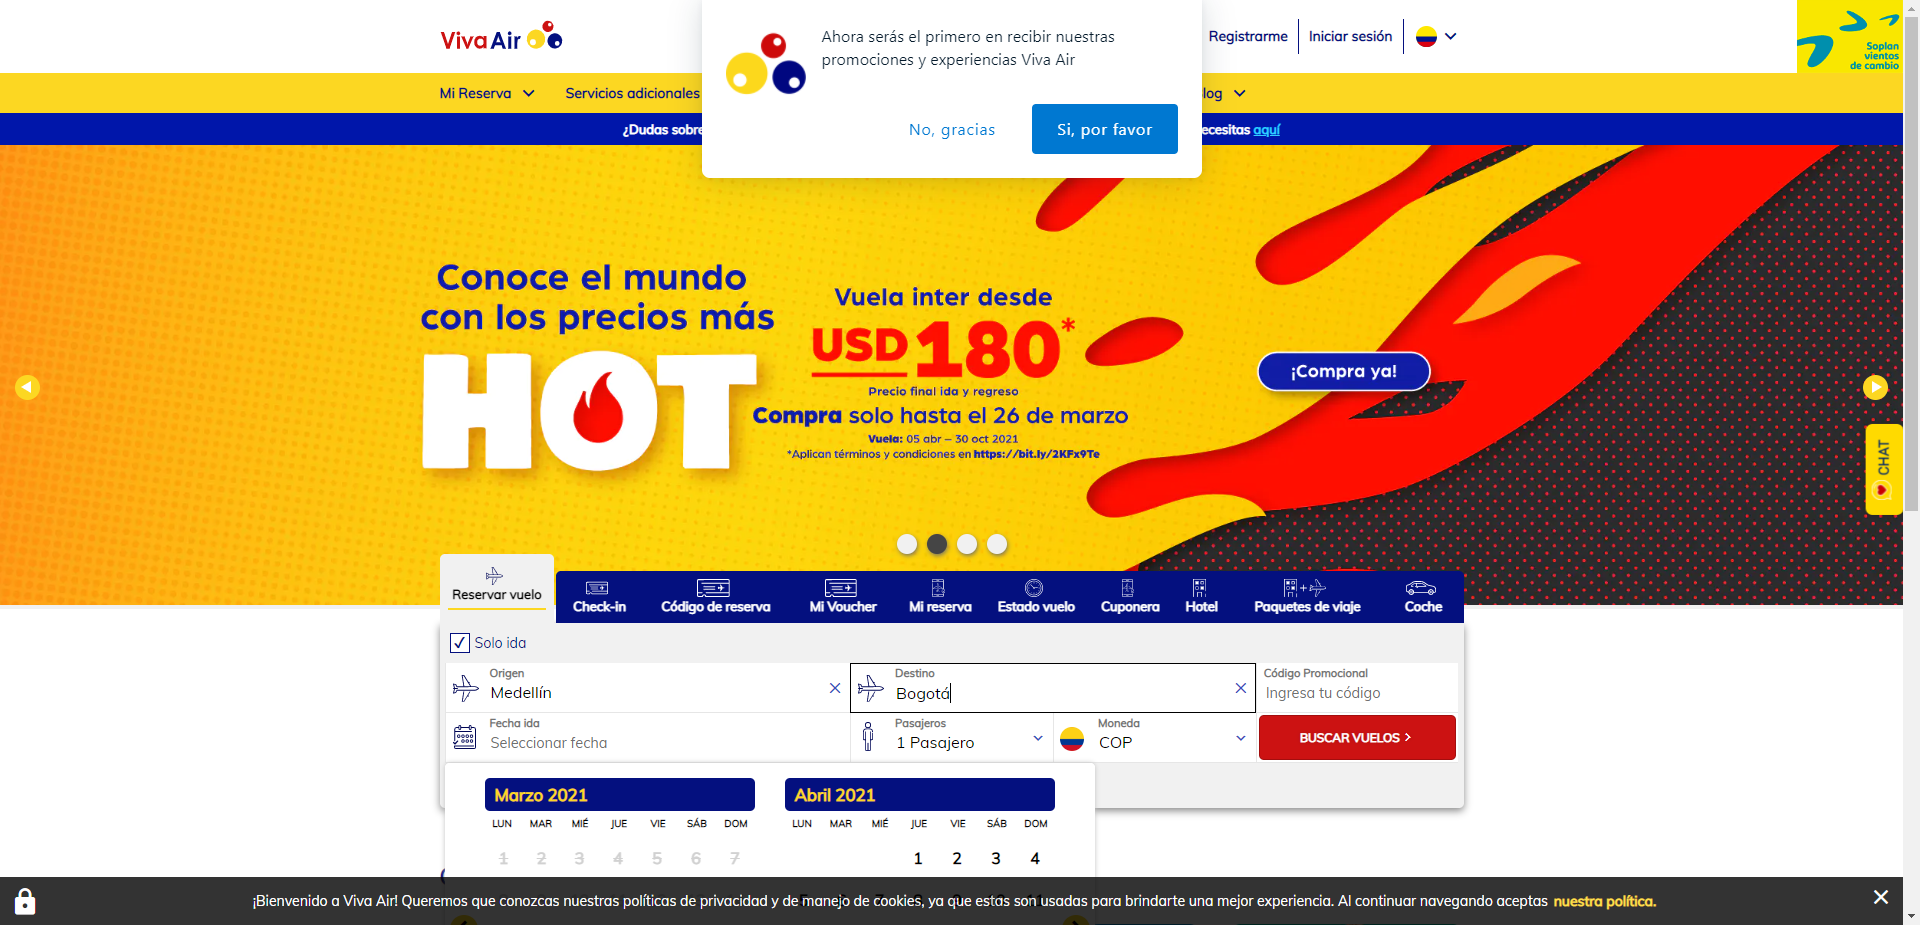 Viva Air
Ahora serás el primero en recibir nuestras
promociones y experiencias Viva Air
No, gracias
Si, por favor
Registrarme
Iniciar sesión
Soplan
vientos
de cambio
Mi Reserva
Servicios adicionales
log
¿Dudas sobre
ecesitas aquí
Conoce el mundo
con los precios más
HOT
Vuela inter desde
USD 180*
Precio final ida y regreso
Compra solo hasta el 26 de marzo
Vuela: 05 abr – 30 oct 2021
*Aplican términos y condiciones en https://bit.ly/2KFx9Te
¡Compra ya!
CHAT
Reservar vuelo
Check-in
Código de reserva
Mi Voucher
Mi reserva
Estado vuelo
Cuponera
Hotel
Paquetes de viaje
Coche
Solo ida
Origen
Medellín
Destino
Bogotá
Código Promocional
Ingresa tu código
Fecha ida
Seleccionar fecha
Pasajeros
1 Pasajero
Moneda
COP
BUSCAR VUELOS
Marzo 2021
LUN MAR MIÉ JUE VIE SÁB DOM
1 2 3 4 5 6 7
Abril 2021
LUN MAR MIÉ JUE VIE SÁB DOM
1 2 3 4
¡Bienvenido a Viva Air! Queremos que conozcas nuestras políticas de privacidad y de manejo de cookies, ya que estas son usadas para brindarte una mejor experiencia. Al continuar navegando aceptas nuestra política.